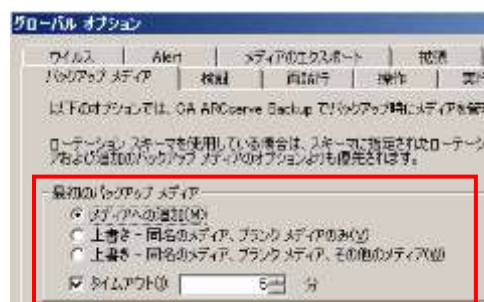 グローバル オプション
ウイルス Alert メディアのエクスポート 拡張
バックアップ メディア 検証 再試行 操作 実行
以下のオプションでは、CA ARCserve Backup でバックアップ時にメディアを管
ローテーション スキーマを使用している場合は、スキーマに指定されたローテーシ
アおよび追加のバックアップ メディアのオプションよりも優先されます。
最初のバックアップ メディア
メディアへの追加(M)
上書き - 同名のメディア、ブランク メディアのみ(V)
上書き - 同名のメディア、ブランク メディア、その他のメディア(W)
タイムアウト(I) 5 分